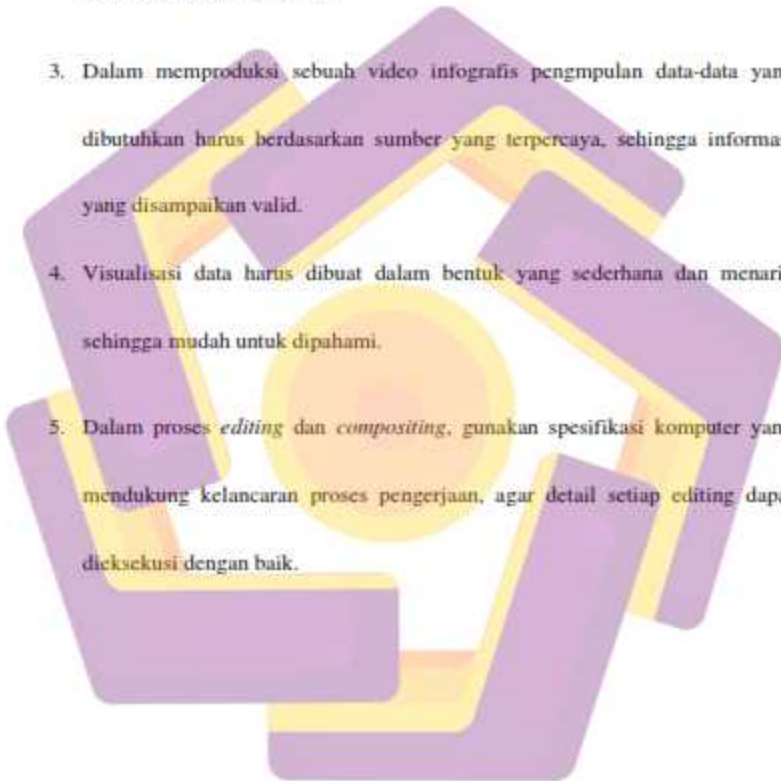 3. Dalam memproduksi sebuah video infografis pengmpulan data-data yan
dibutuhkan harus berdasarkan sumber yang terpercaya, sehingga informa
yang disampaikan valid.
4. Visualisasi data harus dibuat dalam bentuk yang sederhana dan menari
sehingga mudah untuk dipahami.
5. Dalam proses editing dan compositing, gunakan spesifikasi komputer yan
mendukung kelancaran proses pengerjaan, agar detail setiap editing dapa
dieksekusi dengan baik.